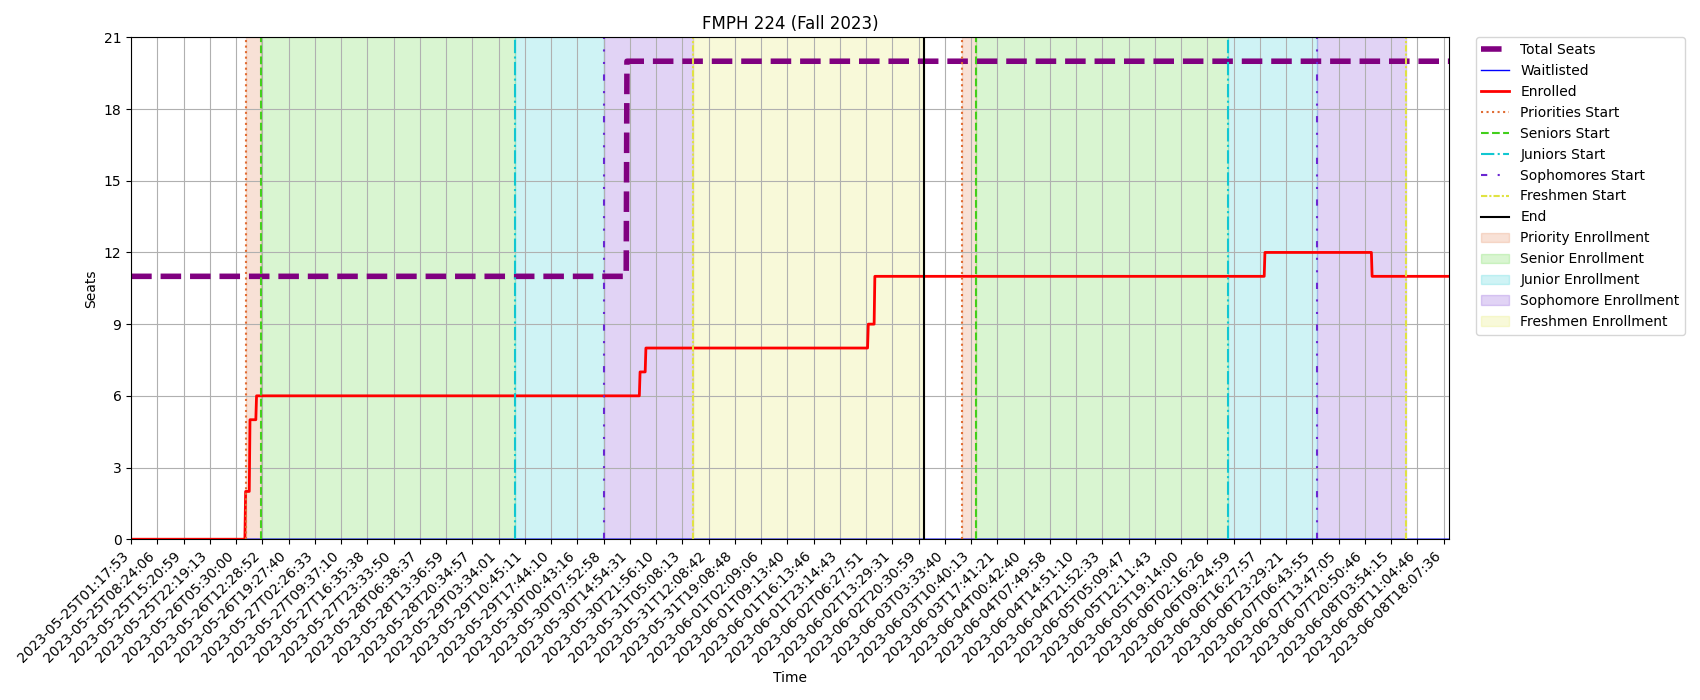 FMPH 224 (Fall 2023)
21
18
15
12
9
6
3
0
Seats
2023-05-25T01:17:53
2023-05-25T08:24:06
2023-05-25T15:20:59
2023-05-25T22:19:13
2023-05-26T05:30:00
2023-05-26T12:28:52
2023-05-26T19:27:40
2023-05-27T02:26:33
2023-05-27T09:37:10
2023-05-27T16:35:38
2023-05-27T23:33:50
2023-05-28T06:38:37
2023-05-28T13:36:59
2023-05-28T20:34:57
2023-05-29T03:34:01
2023-05-29T10:45:11
2023-05-29T17:44:10
2023-05-30T00:43:16
2023-05-30T07:52:58
2023-05-30T14:54:31
2023-05-30T21:56:10
2023-05-31T05:08:13
2023-05-31T12:08:42
2023-05-31T19:08:48
2023-06-01T02:09:06
2023-06-01T09:13:40
2023-06-01T16:13:46
2023-06-01T23:14:43
2023-06-02T06:27:51
2023-06-02T13:29:31
2023-06-02T20:30:59
2023-06-03T03:33:40
2023-06-03T10:40:13
2023-06-03T17:41:21
2023-06-04T00:42:40
2023-06-04T07:49:58
2023-06-04T14:51:10
2023-06-04T21:52:33
2023-06-05T05:09:47
2023-06-05T12:11:43
2023-06-05T19:14:00
2023-06-06T02:16:26
2023-06-06T09:24:59
2023-06-06T16:27:57
2023-06-06T23:29:21
2023-06-07T06:43:55
2023-06-07T13:47:05
2023-06-07T20:50:46
2023-06-08T03:54:15
2023-06-08T11:04:46
2023-06-08T18:07:36
Time
Total Seats
Waitlisted
Enrolled
Priorities Start
Seniors Start
Juniors Start
Sophomores Start
Freshmen Start
End
Priority Enrollment
Senior Enrollment
Junior Enrollment
Sophomore Enrollment
Freshmen Enrollment